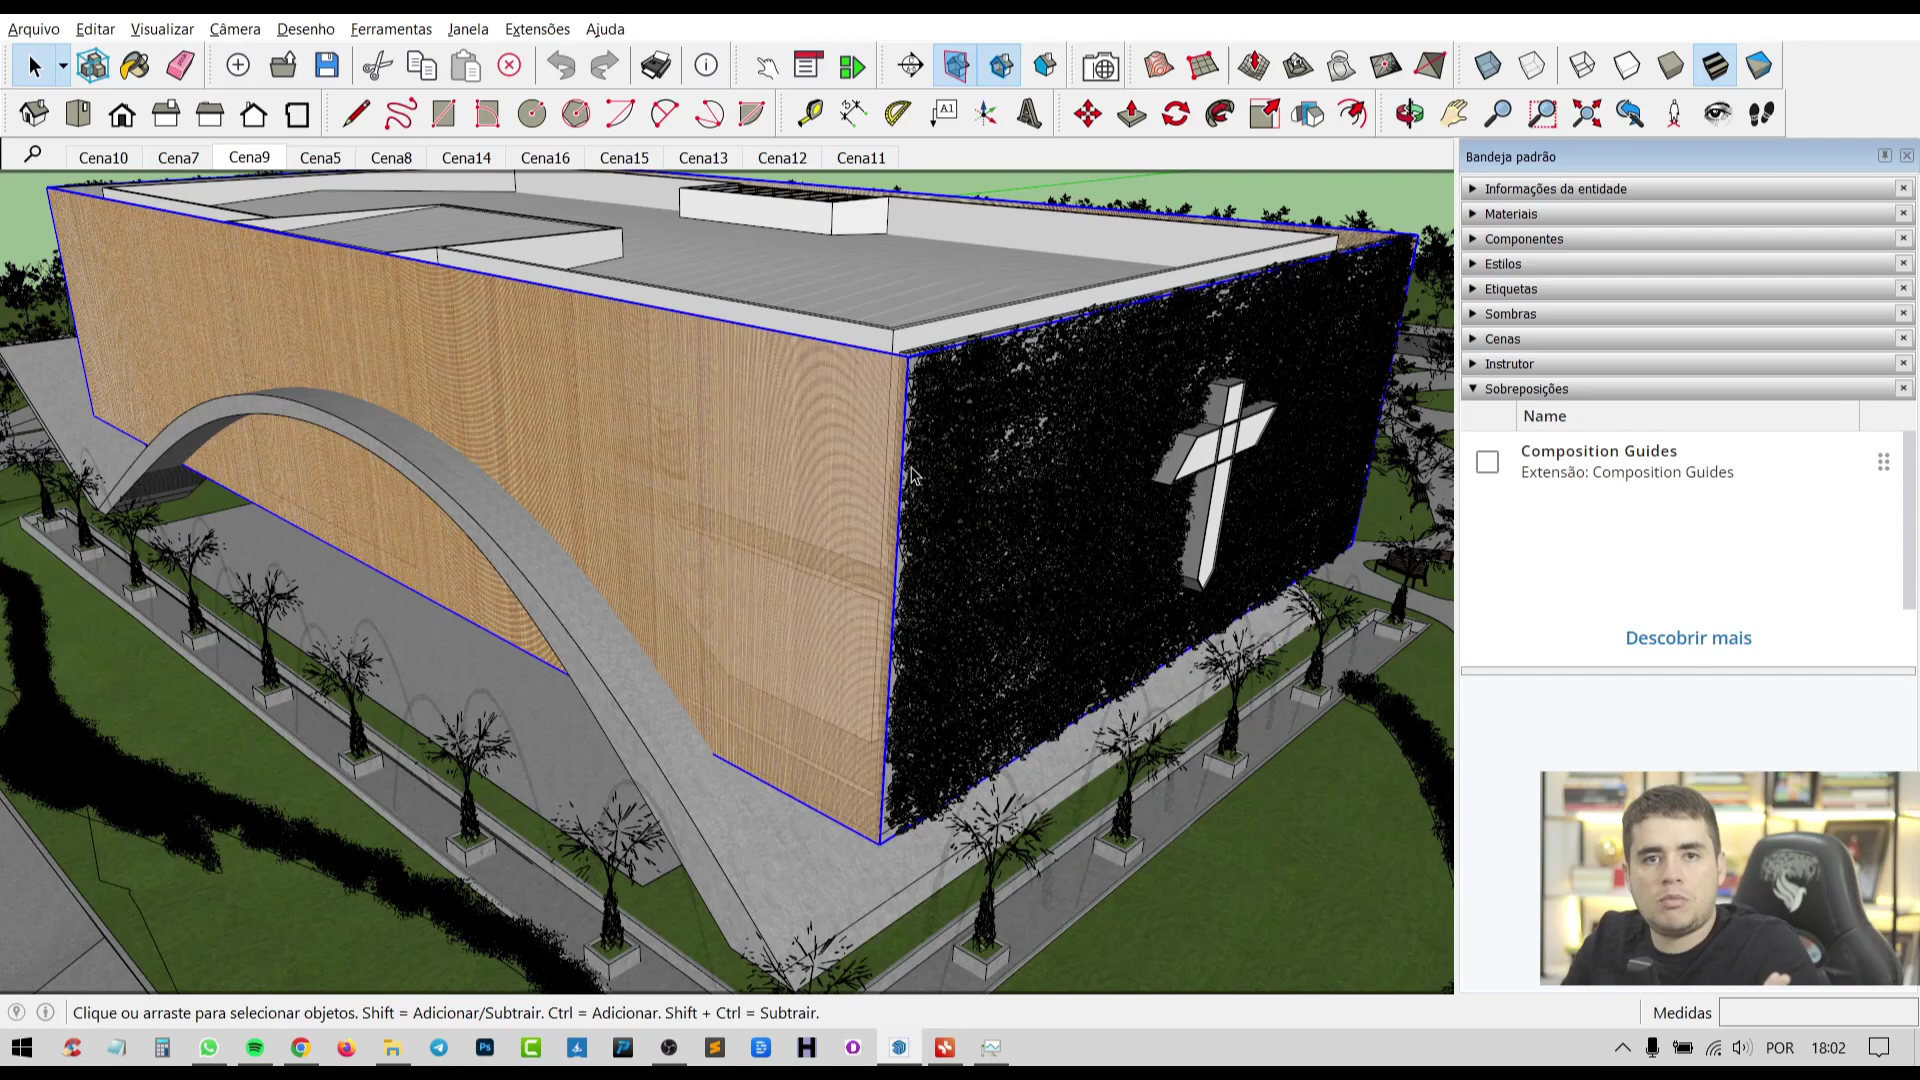 Arquivo Editar Visualizar Câmera Desenho Ferramentas Janela Extensões Ajuda
A1
Cena10 Cena7 Cena9 Cena5 Cena8 Cena14 Cena16 Cena15 Cena13 Cena12 Cena11
Bandeja padrão
Informações da entidade
Materiais
Componentes
Estilos
Etiquetas
Sombras
Cenas
Instrutor
Sobreposições
Name
Composition Guides
Extensão: Composition Guides
Descobrir mais
Clique ou arraste para selecionar objetos. Shift = Adicionar/Subtrair. Ctrl = Adicionar. Shift + Ctrl = Subtrair.
Medidas
POR 18:02